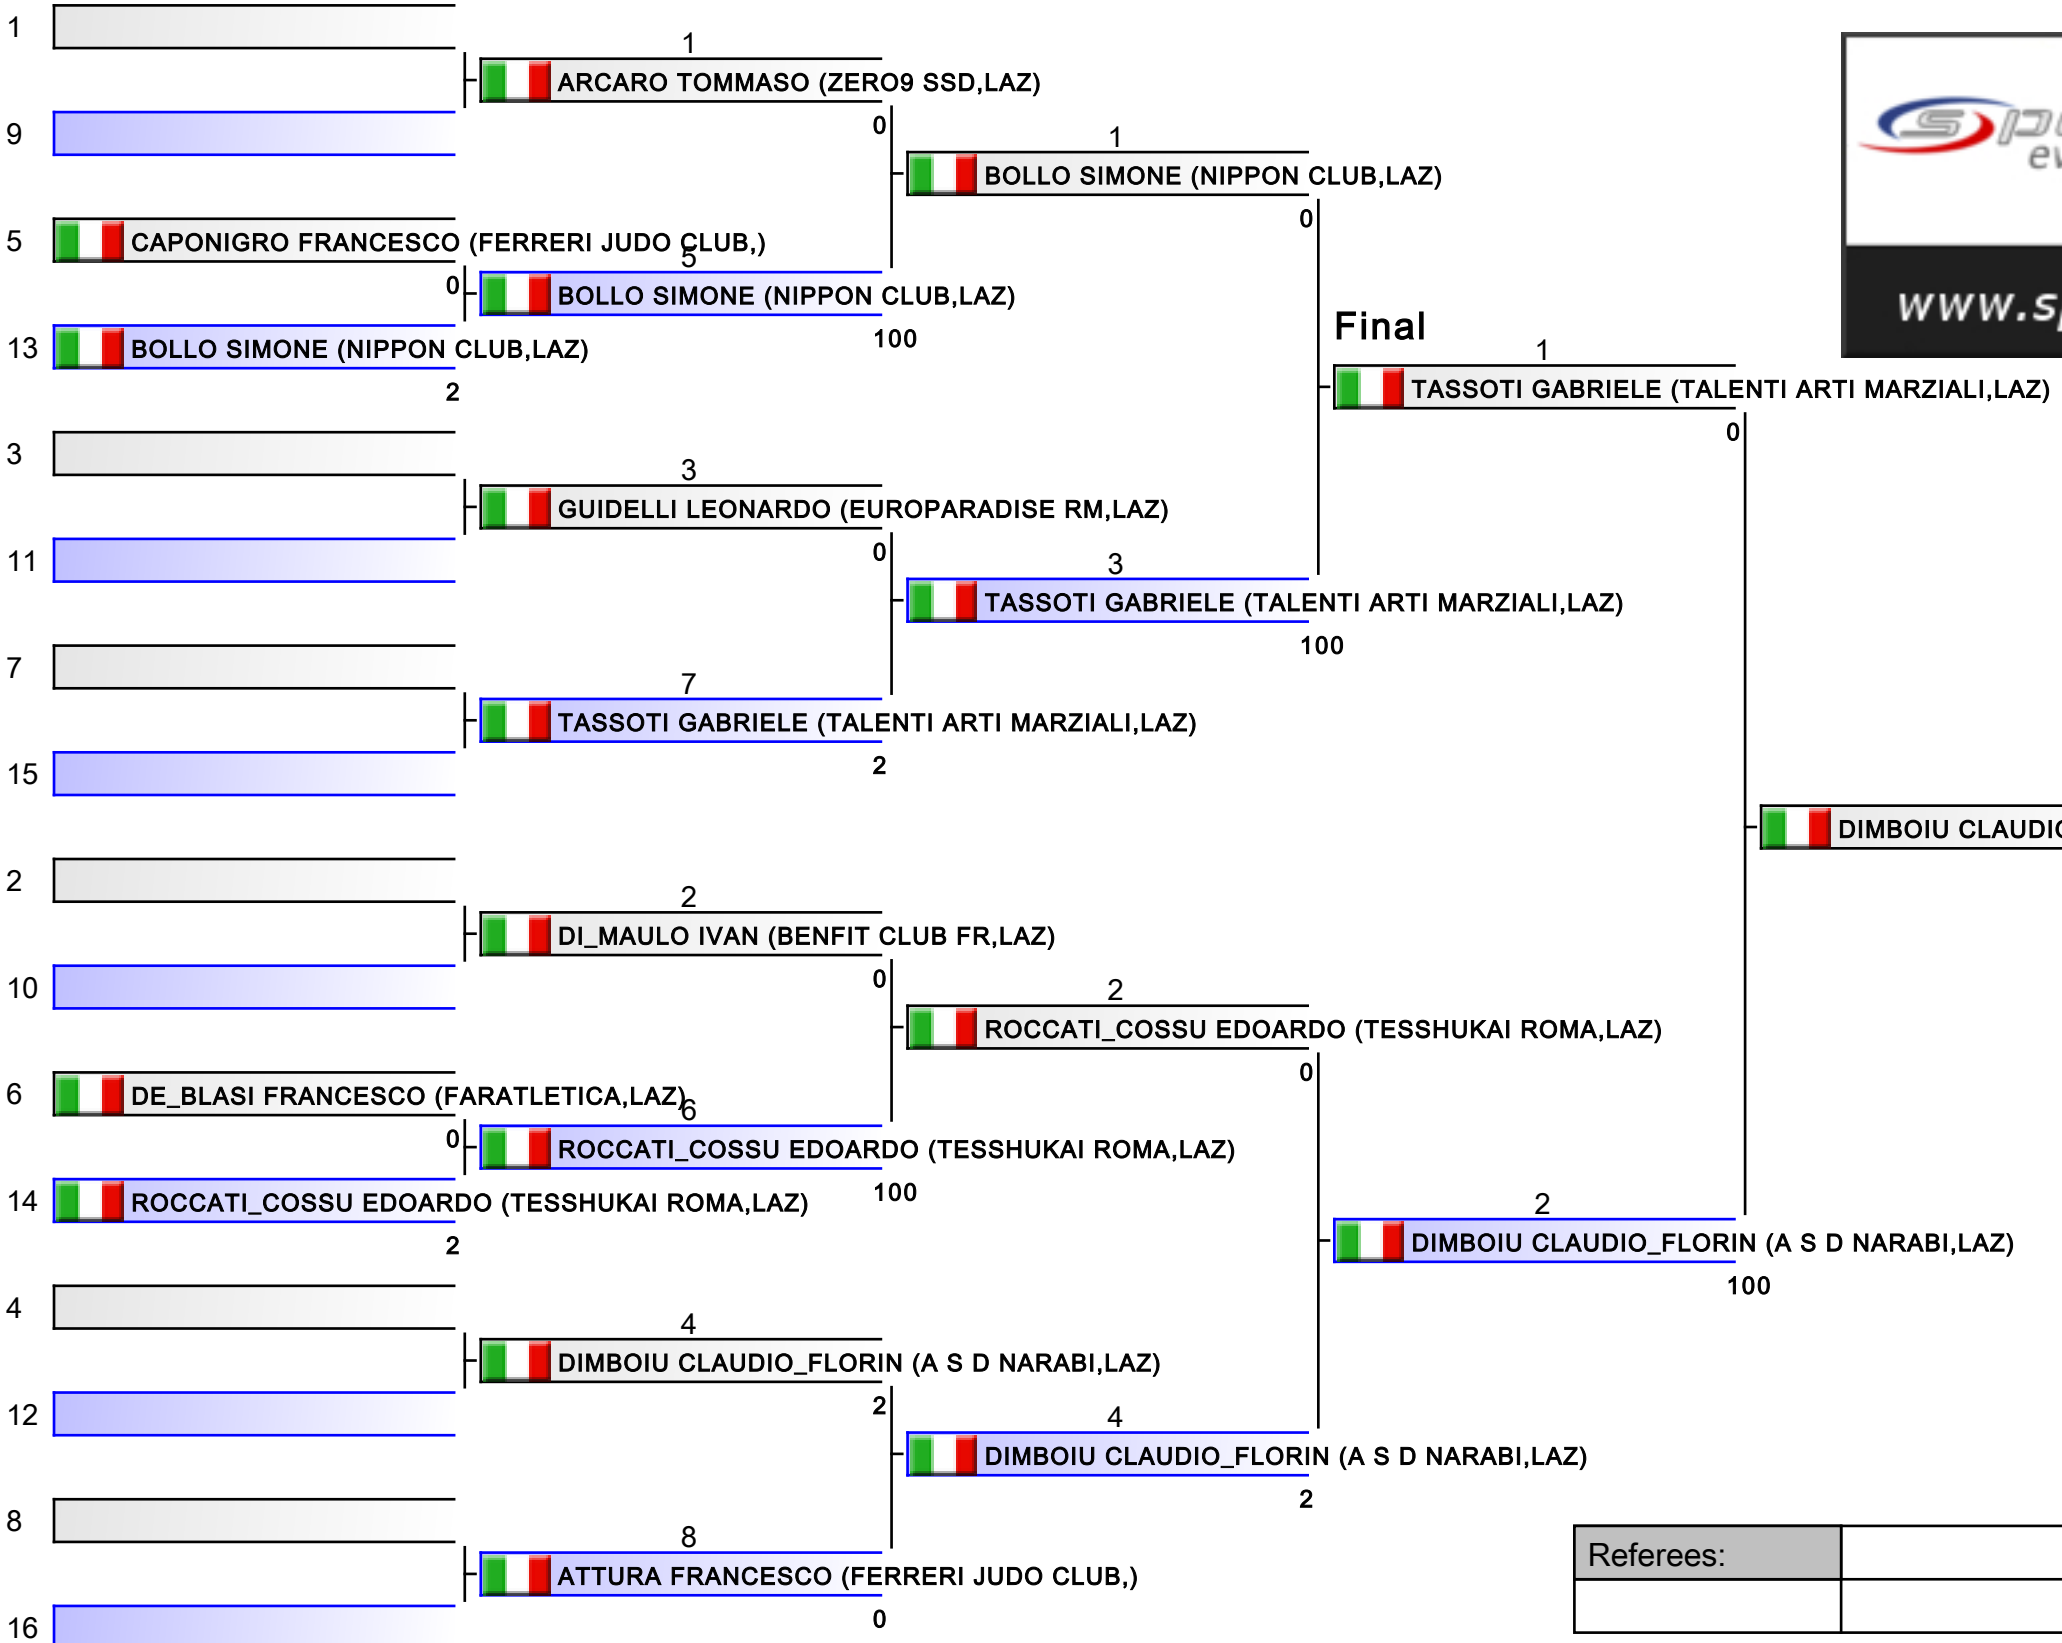 1
1
ARCARO TOMMASO (ZERO9 SSD,LAZ)
9
0
1
BOLLO SIMONE (NIPPON CLUB,LAZ)
0
5
CAPONIGRO FRANCESCO (FERRERI JUDO CLUB,)
0
5
BOLLO SIMONE (NIPPON CLUB,LAZ)
100
13
BOLLO SIMONE (NIPPON CLUB,LAZ)
2
www.sp
Final
1
TASSOTI GABRIELE (TALENTI ARTI MARZIALI,LAZ)
0
3
3
GUIDELLI LEONARDO (EUROPARADISE RM,LAZ)
0
11
3
TASSOTI GABRIELE (TALENTI ARTI MARZIALI,LAZ)
100
7
7
TASSOTI GABRIELE (TALENTI ARTI MARZIALI,LAZ)
2
15
DIMBOIU CLAUDIO
2
2
DI_MAULO IVAN (BENFIT CLUB FR,LAZ)
0
10
2
ROCCATI_COSSU EDOARDO (TESSHUKAI ROMA,LAZ)
0
6
DE_BLASI FRANCESCO (FARATLETICA,LAZ)
0
6
ROCCATI_COSSU EDOARDO (TESSHUKAI ROMA,LAZ)
100
14
ROCCATI_COSSU EDOARDO (TESSHUKAI ROMA,LAZ)
2
2
DIMBOIU CLAUDIO_FLORIN (A S D NARABI,LAZ)
100
4
4
DIMBOIU CLAUDIO_FLORIN (A S D NARABI,LAZ)
2
12
4
DIMBOIU CLAUDIO_FLORIN (A S D NARABI,LAZ)
2
8
8
ATTURA FRANCESCO (FERRERI JUDO CLUB,)
0
16
Referees: